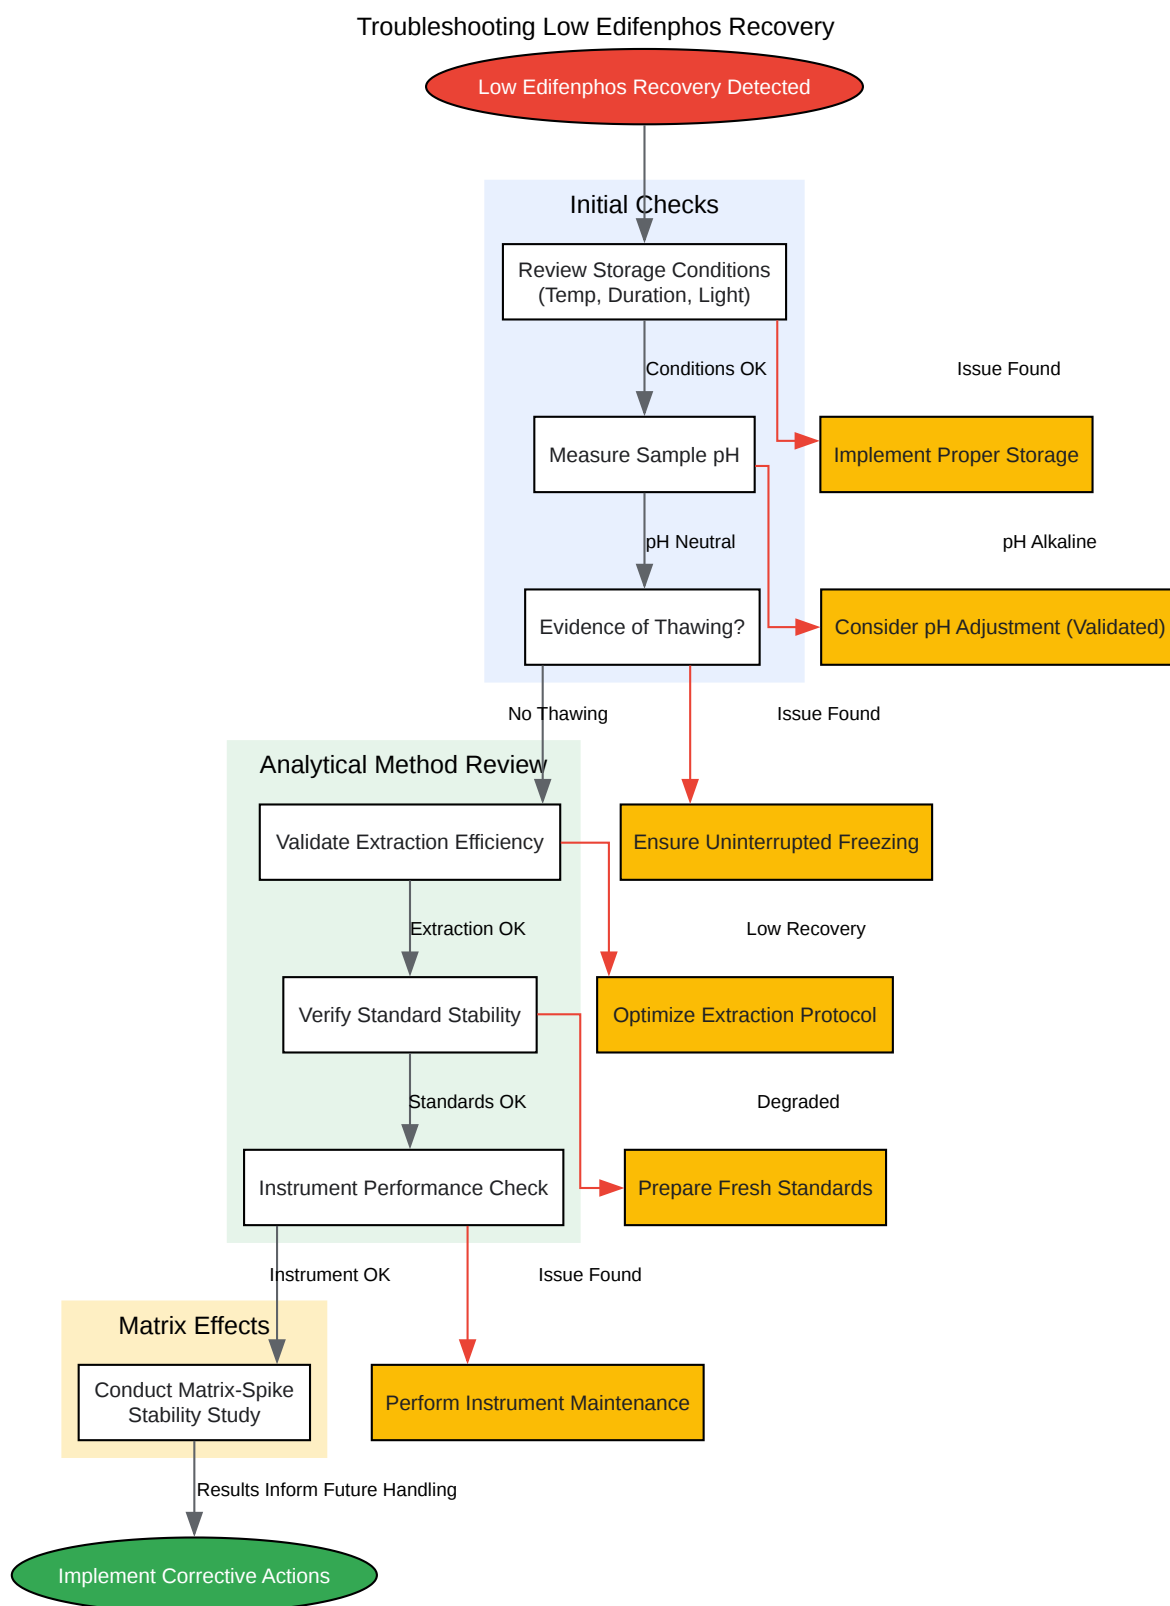 Troubleshooting Low Edifenphos Recovery
Low Edifenphos Recovery Detected
Initial Checks
Review Storage Conditions
(Temp, Duration, Light)
Conditions OK
Issue Found
Measure Sample pH
Implement Proper Storage
pH Neutral
pH Alkaline
Evidence of Thawing?
Consider pH Adjustment (Validated)
No Thawing
Issue Found
Analytical Method Review
Validate Extraction Efficiency
Ensure Uninterrupted Freezing
Extraction OK
Low Recovery
Verify Standard Stability
Optimize Extraction Protocol
Standards OK
Degraded
Instrument Performance Check
Prepare Fresh Standards
Instrument OK
Issue Found
Matrix Effects
Conduct Matrix-Spike
Stability Study
Perform Instrument Maintenance
Results Inform Future Handling
Implement Corrective Actions